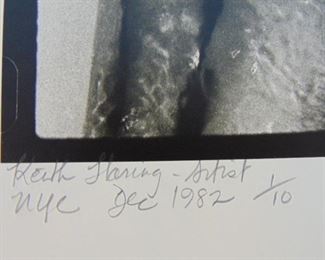 Keith Haring - Artist
NYC Dec 1982 1/10